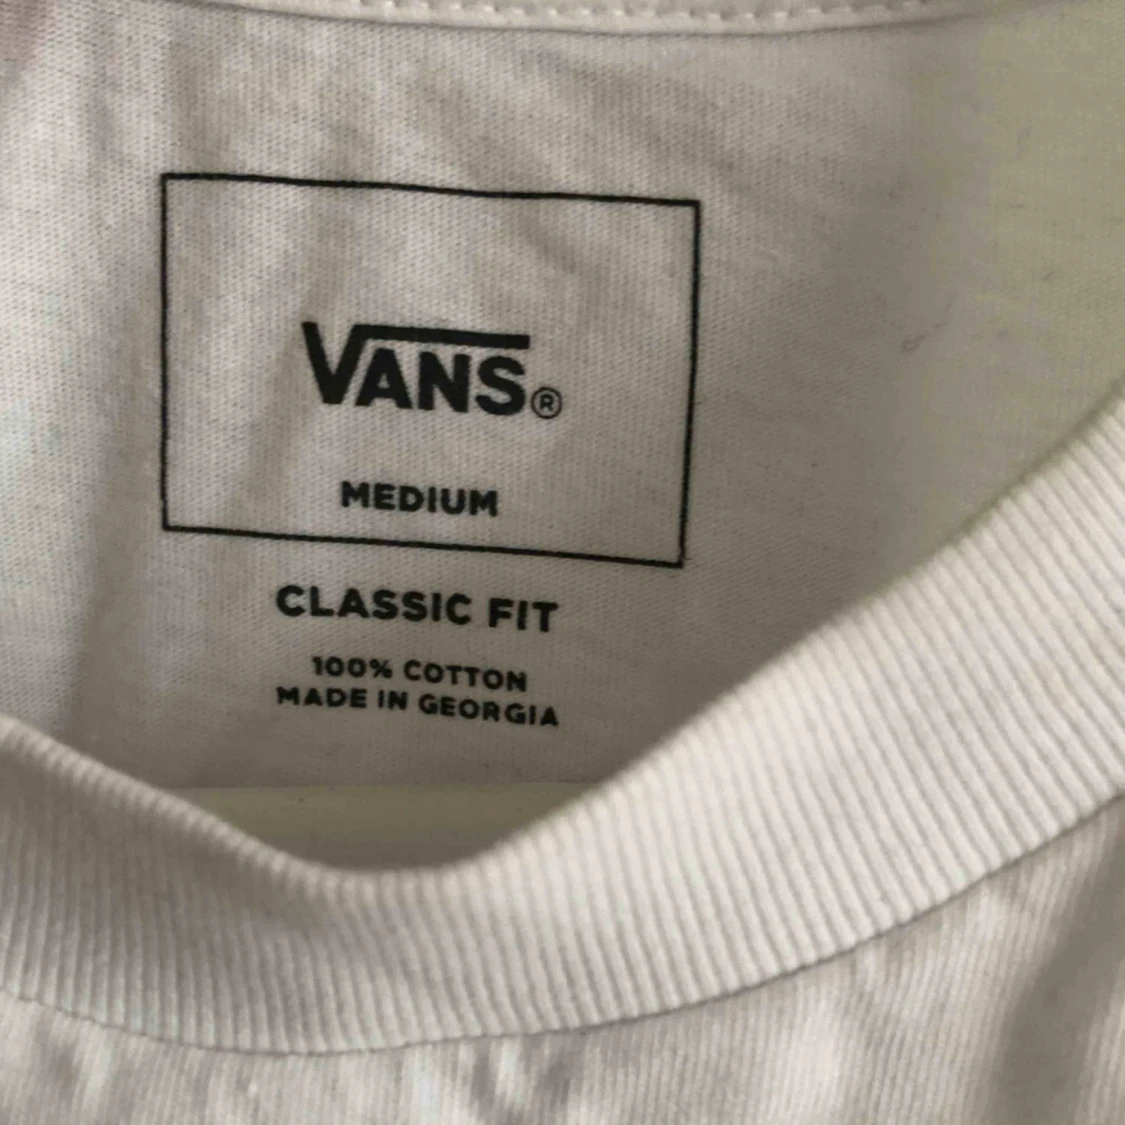 VANS®
MEDIUM
CLASSIC FIT
100% COTTON
MADE IN GEORGIA